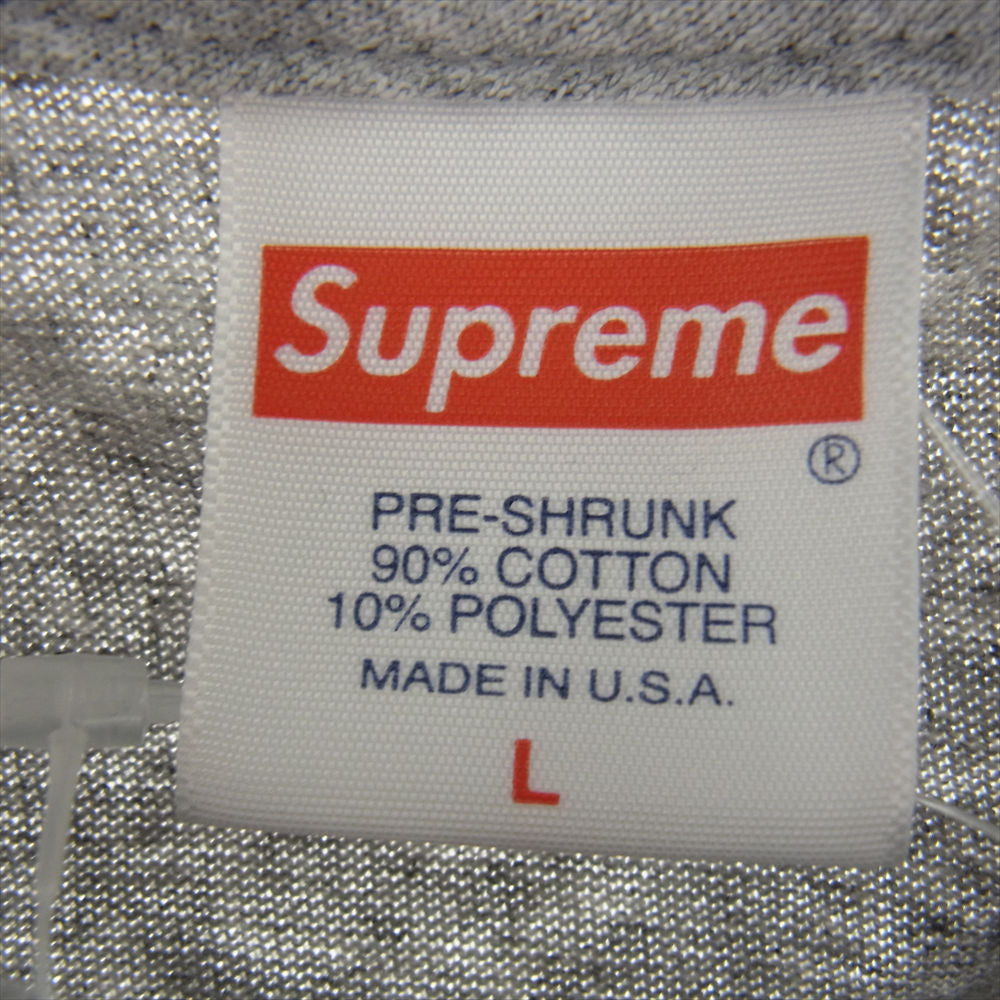 Supreme
®
PRE-SHRUNK
90% COTTON
10% POLYESTER
MADE IN U.S.A.
L